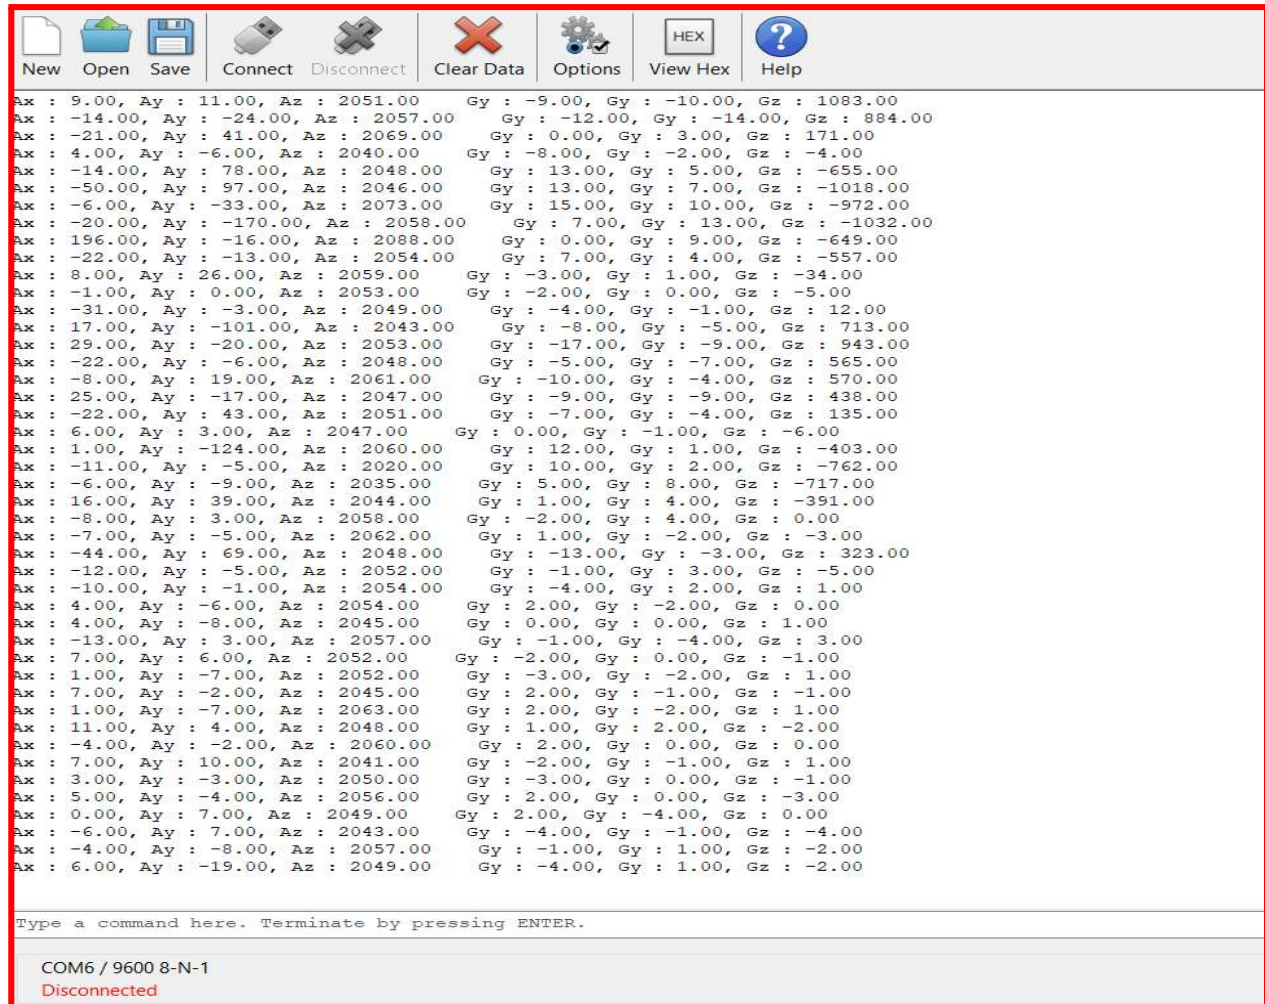 New Open Save Connect Disconnect Clear Data Options HEX View Hex ? Help
Ax : 9.00, Ay : 11.00, Az : 2051.00 Gy : -9.00, Gy : -10.00, Gz : 1083.00
Ax : -14.00, Ay : -24.00, Az : 2057.00 Gy : -12.00, Gy : -14.00, Gz : 884.00
Ax : -21.00, Ay : 41.00, Az : 2069.00 Gy : 0.00, Gy : 3.00, Gz : 171.00
Ax : 4.00, Ay : -6.00, Az : 2040.00 Gy : -8.00, Gy : -2.00, Gz : -4.00
Ax : -14.00, Ay : 78.00, Az : 2048.00 Gy : 13.00, Gy : 5.00, Gz : -655.00
Ax : -50.00, Ay : 97.00, Az : 2046.00 Gy : 13.00, Gy : 7.00, Gz : -1018.00
Ax : -6.00, Ay : -33.00, Az : 2073.00 Gy : 15.00, Gy : 10.00, Gz : -972.00
Ax : -20.00, Ay : -170.00, Az : 2058.00 Gy : 7.00, Gy : 13.00, Gz : -1032.00
Ax : 196.00, Ay : -16.00, Az : 2088.00 Gy : 0.00, Gy : 9.00, Gz : -649.00
Ax : -22.00, Ay : -13.00, Az : 2054.00 Gy : 7.00, Gy : 4.00, Gz : -557.00
Ax : 8.00, Ay : 26.00, Az : 2059.00 Gy : -3.00, Gy : 1.00, Gz : -34.00
Ax : -1.00, Ay : 0.00, Az : 2053.00 Gy : -2.00, Gy : 0.00, Gz : -5.00
Ax : -31.00, Ay : -3.00, Az : 2049.00 Gy : -4.00, Gy : -1.00, Gz : 12.00
Ax : 17.00, Ay : -101.00, Az : 2043.00 Gy : -8.00, Gy : -5.00, Gz : 713.00
Ax : 29.00, Ay : -20.00, Az : 2053.00 Gy : -17.00, Gy : -9.00, Gz : 943.00
Ax : -22.00, Ay : -6.00, Az : 2048.00 Gy : -5.00, Gy : -7.00, Gz : 565.00
Ax : -8.00, Ay : 19.00, Az : 2061.00 Gy : -10.00, Gy : -4.00, Gz : 570.00
Ax : 25.00, Ay : -17.00, Az : 2047.00 Gy : -9.00, Gy : -9.00, Gz : 438.00
Ax : -22.00, Ay : 43.00, Az : 2051.00 Gy : -7.00, Gy : -4.00, Gz : 135.00
Ax : 6.00, Ay : 3.00, Az : 2047.00 Gy : 0.00, Gy : -1.00, Gz : -6.00
Ax : 1.00, Ay : -124.00, Az : 2060.00 Gy : 12.00, Gy : 1.00, Gz : -403.00
Ax : -11.00, Ay : -5.00, Az : 2020.00 Gy : 10.00, Gy : 2.00, Gz : -762.00
Ax : -6.00, Ay : -9.00, Az : 2035.00 Gy : 5.00, Gy : 8.00, Gz : -717.00
Ax : 16.00, Ay : 39.00, Az : 2044.00 Gy : 1.00, Gy : 4.00, Gz : -391.00
Ax : -8.00, Ay : 3.00, Az : 2058.00 Gy : -2.00, Gy : 4.00, Gz : 0.00
Ax : -7.00, Ay : -5.00, Az : 2062.00 Gy : 1.00, Gy : -2.00, Gz : -3.00
Ax : -44.00, Ay : 69.00, Az : 2048.00 Gy : -13.00, Gy : -3.00, Gz : 323.00
Ax : -12.00, Ay : -5.00, Az : 2052.00 Gy : -1.00, Gy : 3.00, Gz : -5.00
Ax : -10.00, Ay : -1.00, Az : 2054.00 Gy : -4.00, Gy : 2.00, Gz : 1.00
Ax : 4.00, Ay : -6.00, Az : 2054.00 Gy : 2.00, Gy : -2.00, Gz : 0.00
Ax : 4.00, Ay : -8.00, Az : 2045.00 Gy : 0.00, Gy : 0.00, Gz : 1.00
Ax : -13.00, Ay : 3.00, Az : 2057.00 Gy : -1.00, Gy : -4.00, Gz : 3.00
Ax : 7.00, Ay : 6.00, Az : 2052.00 Gy : -2.00, Gy : 0.00, Gz : -1.00
Ax : 1.00, Ay : -7.00, Az : 2052.00 Gy : -3.00, Gy : -2.00, Gz : 1.00
Ax : 7.00, Ay : -2.00, Az : 2045.00 Gy : 2.00, Gy : -1.00, Gz : -1.00
Ax : 1.00, Ay : -7.00, Az : 2063.00 Gy : 2.00, Gy : -2.00, Gz : 1.00
Ax : 11.00, Ay : 4.00, Az : 2048.00 Gy : 1.00, Gy : 2.00, Gz : -2.00
Ax : -4.00, Ay : -2.00, Az : 2060.00 Gy : 2.00, Gy : 0.00, Gz : 0.00
Ax : 7.00, Ay : 10.00, Az : 2041.00 Gy : -2.00, Gy : -1.00, Gz : 1.00
Ax : 3.00, Ay : -3.00, Az : 2050.00 Gy : -3.00, Gy : 0.00, Gz : -1.00
Ax : 5.00, Ay : -4.00, Az : 2056.00 Gy : 2.00, Gy : 0.00, Gz : -3.00
Ax : 0.00, Ay : 7.00, Az : 2049.00 Gy : 2.00, Gy : -4.00, Gz : 0.00
Ax : -6.00, Ay : 7.00, Az : 2043.00 Gy : -4.00, Gy : -1.00, Gz : -4.00
Ax : -4.00, Ay : -8.00, Az : 2057.00 Gy : -1.00, Gy : 1.00, Gz : -2.00
Ax : 6.00, Ay : -19.00, Az : 2049.00 Gy : -4.00, Gy : 1.00, Gz : -2.00
Type a command here. Terminate by pressing ENTER.
COM6 / 9600 8-N-1
Disconnected